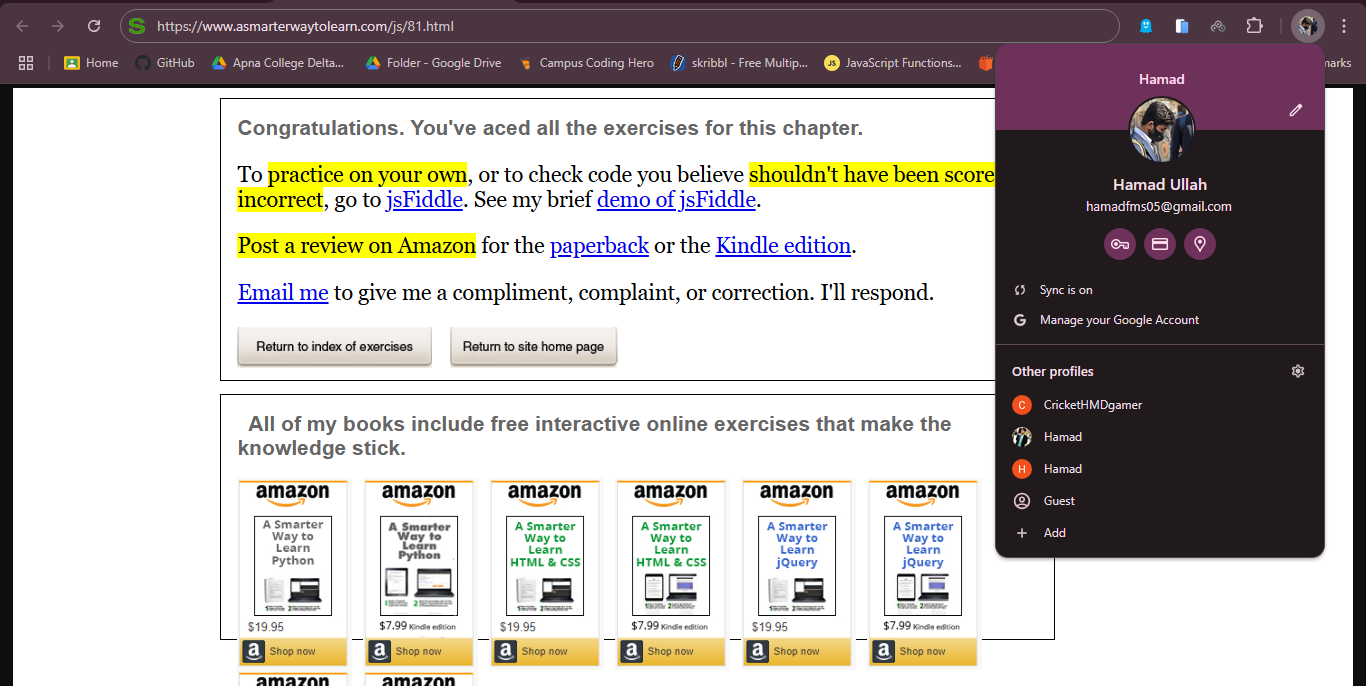 https://www.asmarterwaytolearn.com/js/81.html
Home GitHub Apna College Delta... Folder - Google Drive Campus Coding Hero skribbl - Free Multip... JS JavaScript Functions... marks
Congratulations. You've aced all the exercises for this chapter.
To practice on your own, or to check code you believe shouldn't have been score
incorrect, go to jsFiddle. See my brief demo of jsFiddle.
Post a review on Amazon for the paperback or the Kindle edition.
Email me to give me a compliment, complaint, or correction. I'll respond.
Return to index of exercises Return to site home page
All of my books include free interactive online exercises that make the
knowledge stick.
amazon amazon amazon amazon amazon amazon
A Smarter A Smarter A Smarter A Smarter A Smarter A Smarter
Way to Way to Way to Way to Way to Way to
Learn Learn Learn Learn Learn Learn
Python Python HTML & CSS HTML & CSS jQuery jQuery
$19.95 $7.99 Kindle edition $19.95 $7.99 Kindle edition $19.95 $7.99 Kindle edition
a Shop now a Shop now a Shop now a Shop now a Shop now a Shop now
amazon amazon
Hamad
Hamad Ullah
hamadfms05@gmail.com
Sync is on
G Manage your Google Account
Other profiles
C CricketHMDgamer
Hamad
H Hamad
Guest
+ Add